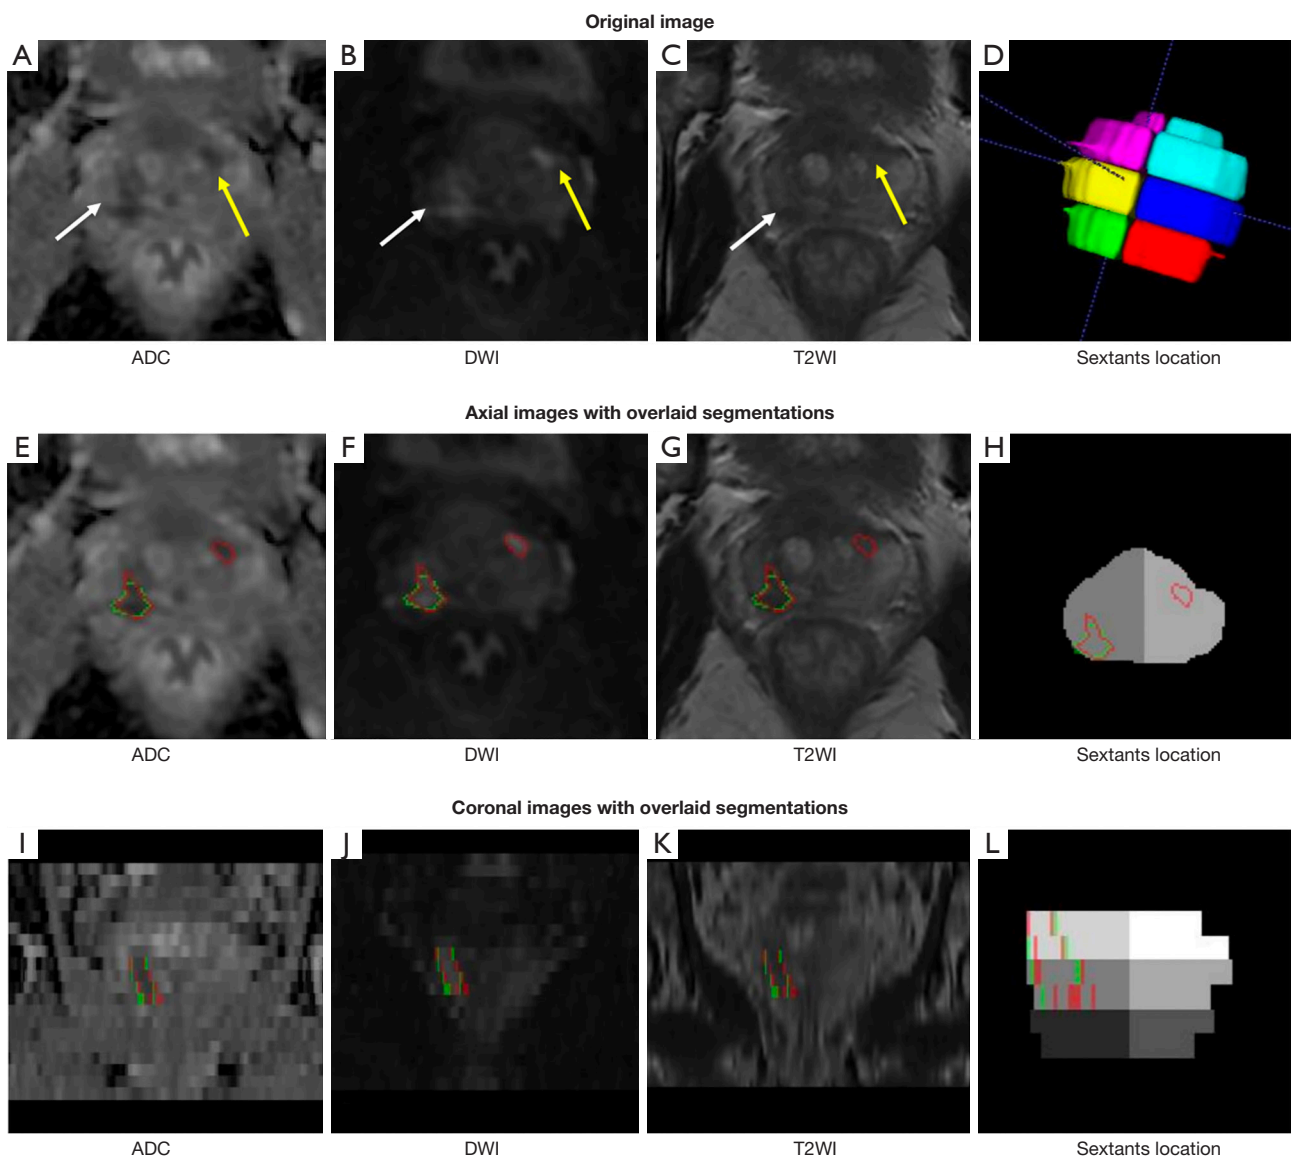 Original image
A B C D
ADC DWI T2WI Sextants location
Axial images with overlaid segmentations
E F G H
ADC DWI T2WI Sextants location
Coronal images with overlaid segmentations
I J K L
ADC DWI T2WI Sextants location